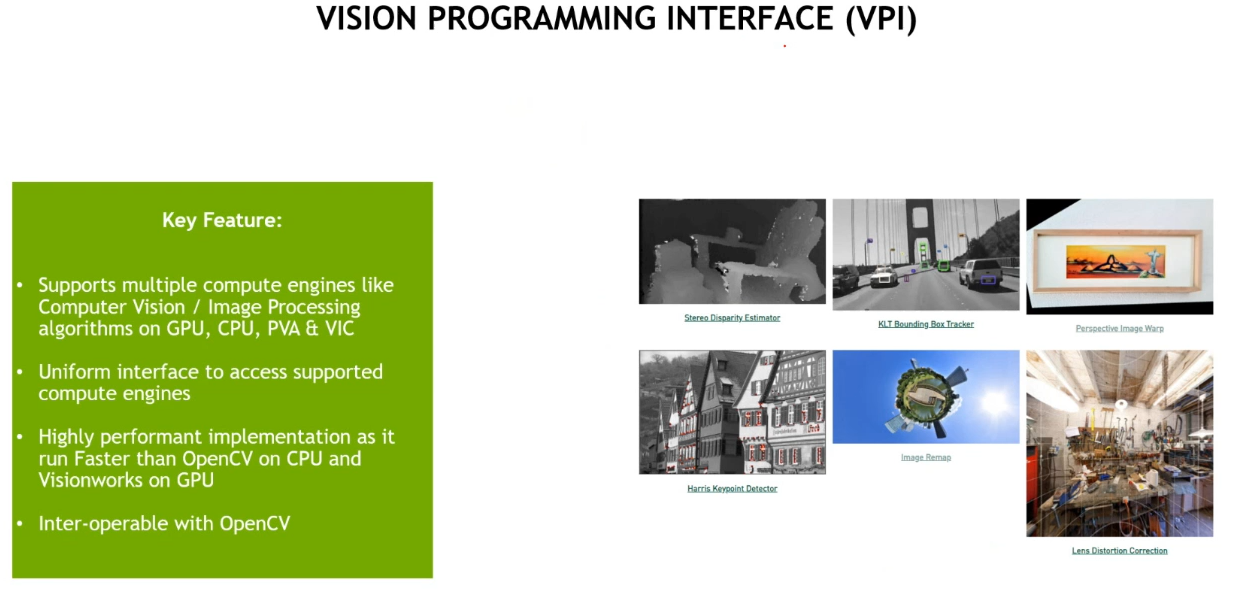 VISION PROGRAMMING INTERFACE (VPI)
Key Feature:
• Supports multiple compute engines like
Computer Vision / Image Processing
algorithms on GPU, CPU, PVA & VIC
• Uniform interface to access supported
compute engines
• Highly performant implementation as it
run Faster than OpenCV on CPU and
Visionworks on GPU
• Inter-operable with OpenCV
Stereo Disparity Estimator
KLT Bounding Box Tracker
Perspective Image Warp
Harris Keypoint Detector
Image Remap
Lens Distortion Correction